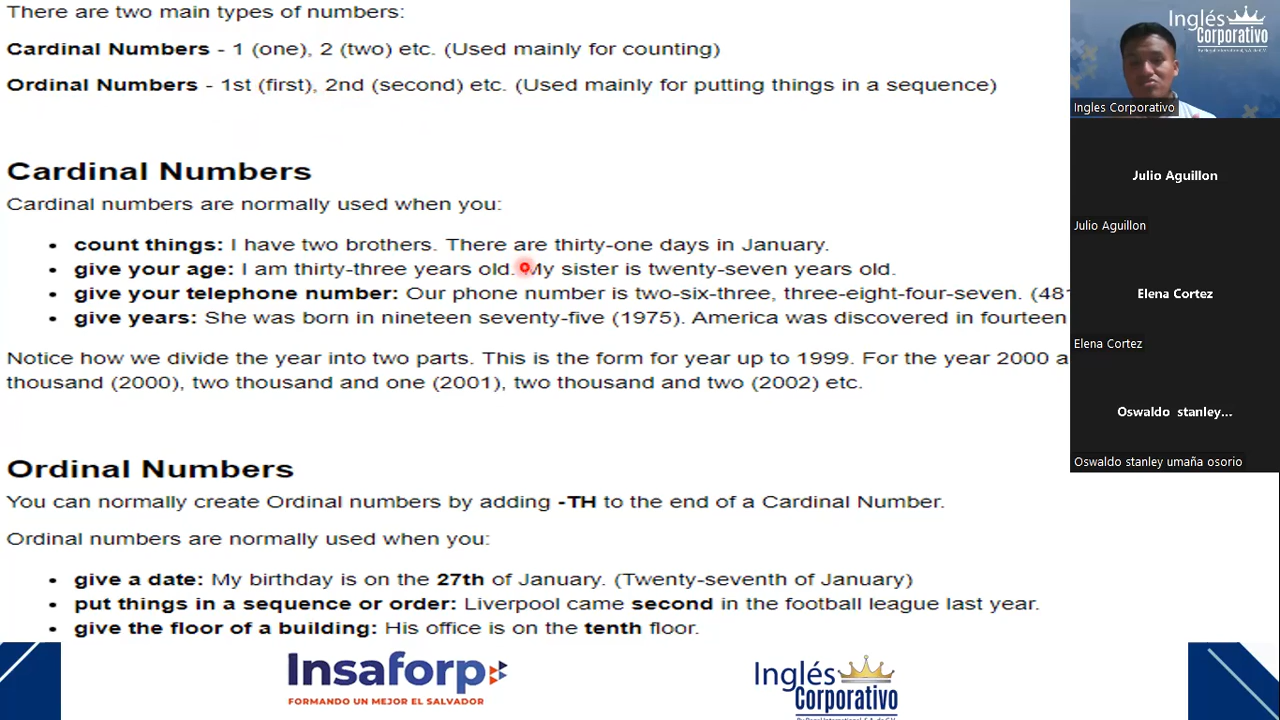 There are two main types of numbers:
Cardinal Numbers - 1 (one), 2 (two) etc. (Used mainly for counting)
Ordinal Numbers - 1st (first), 2nd (second) etc. (Used mainly for putting things in a sequence)
Cardinal Numbers
Cardinal numbers are normally used when you:
• count things: I have two brothers. There are thirty-one days in January.
• give your age: I am thirty-three years old. My sister is twenty-seven years old.
• give your telephone number: Our phone number is two-six-three, three-eight-four-seven. (481
• give years: She was born in nineteen seventy-five (1975). America was discovered in fourteen
Notice how we divide the year into two parts. This is the form for year up to 1999. For the year 2000 a
thousand (2000), two thousand and one (2001), two thousand and two (2002) etc.
Ordinal Numbers
You can normally create Ordinal numbers by adding -TH to the end of a Cardinal Number.
Ordinal numbers are normally used when you:
• give a date: My birthday is on the 27th of January. (Twenty-seventh of January)
• put things in a sequence or order: Liverpool came second in the football league last year.
• give the floor of a building: His office is on the tenth floor.
Insaforp
FORMANDO UN MEJOR EL SALVADOR
Inglés
Corporativo
Inglés
Corporativo
Ingles Corporativo
Julio Aguillon
Julio Aguillon
Elena Cortez
Elena Cortez
Oswaldo stanley...
Oswaldo stanley umaña osorio